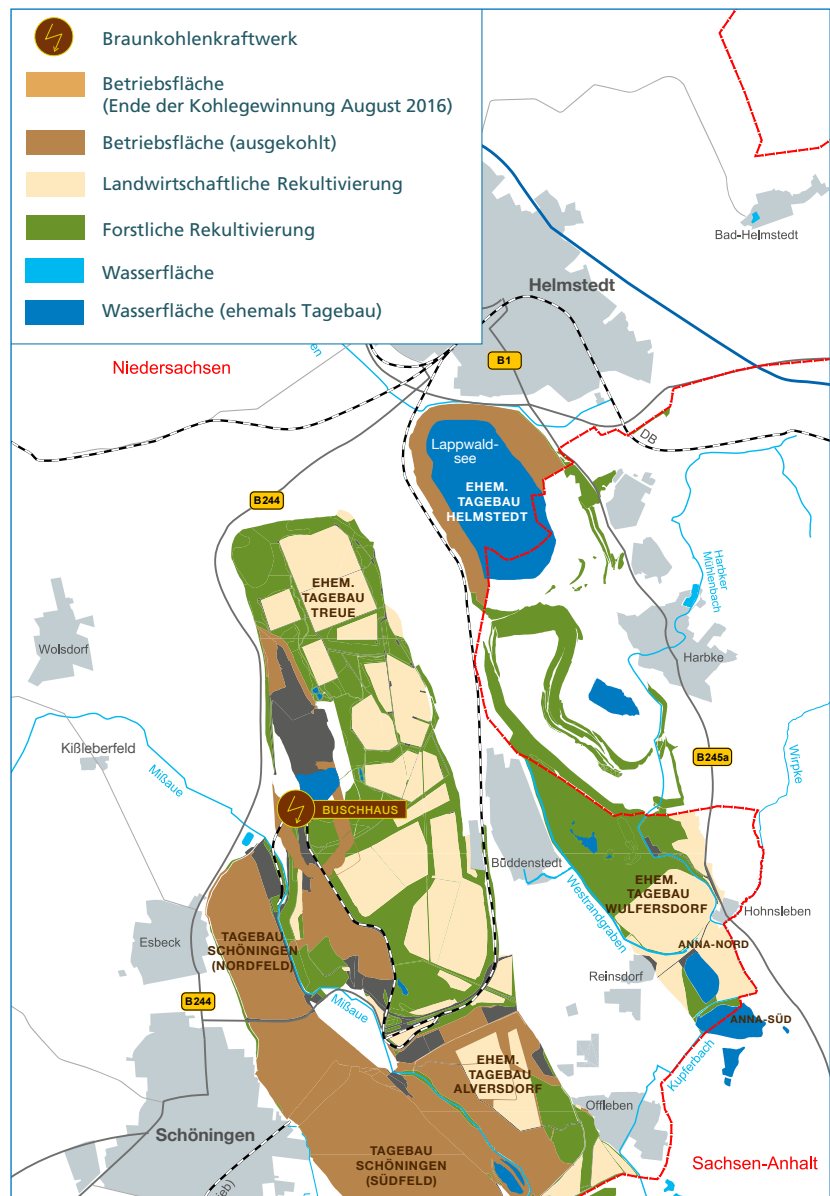 Braunkohlenkraftwerk
Betriebsfläche
(Ende der Kohlegewinnung August 2016)
Betriebsfläche (ausgekohlt)
Landwirtschaftliche Rekultivierung
Forstliche Rekultivierung
Wasserfläche
Wasserfläche (ehemals Tagebau)
Bad-Helmstedt
Helmstedt
Niedersachsen
B1
DB
Lappwald-
see
EHEM.
TAGEBAU
HELMSTEDT
B244
EHEM.
TAGEBAU
TREUE
Harbker
Mühlenbach
Wolsdorf
Harbke
Kißleberfeld
Mißaue
B245a
Wirpke
BUSCHHAUS
Büddenstedt
EHEM.
TAGEBAU
WULFERSDORF
Westrandgraben
Hohnsleben
Esbeck
TAGEBAU
SCHÖNINGEN
(NORDFELD)
ANNA-NORD
Reinsdorf
B244
Mißaue
ANNA-SÜD
Kupferbach
EHEM.
TAGEBAU
ALVERSDORF
Offleben
Schöningen
TAGEBAU
SCHÖNINGEN
(SÜDFELD)
Sachsen-Anhalt